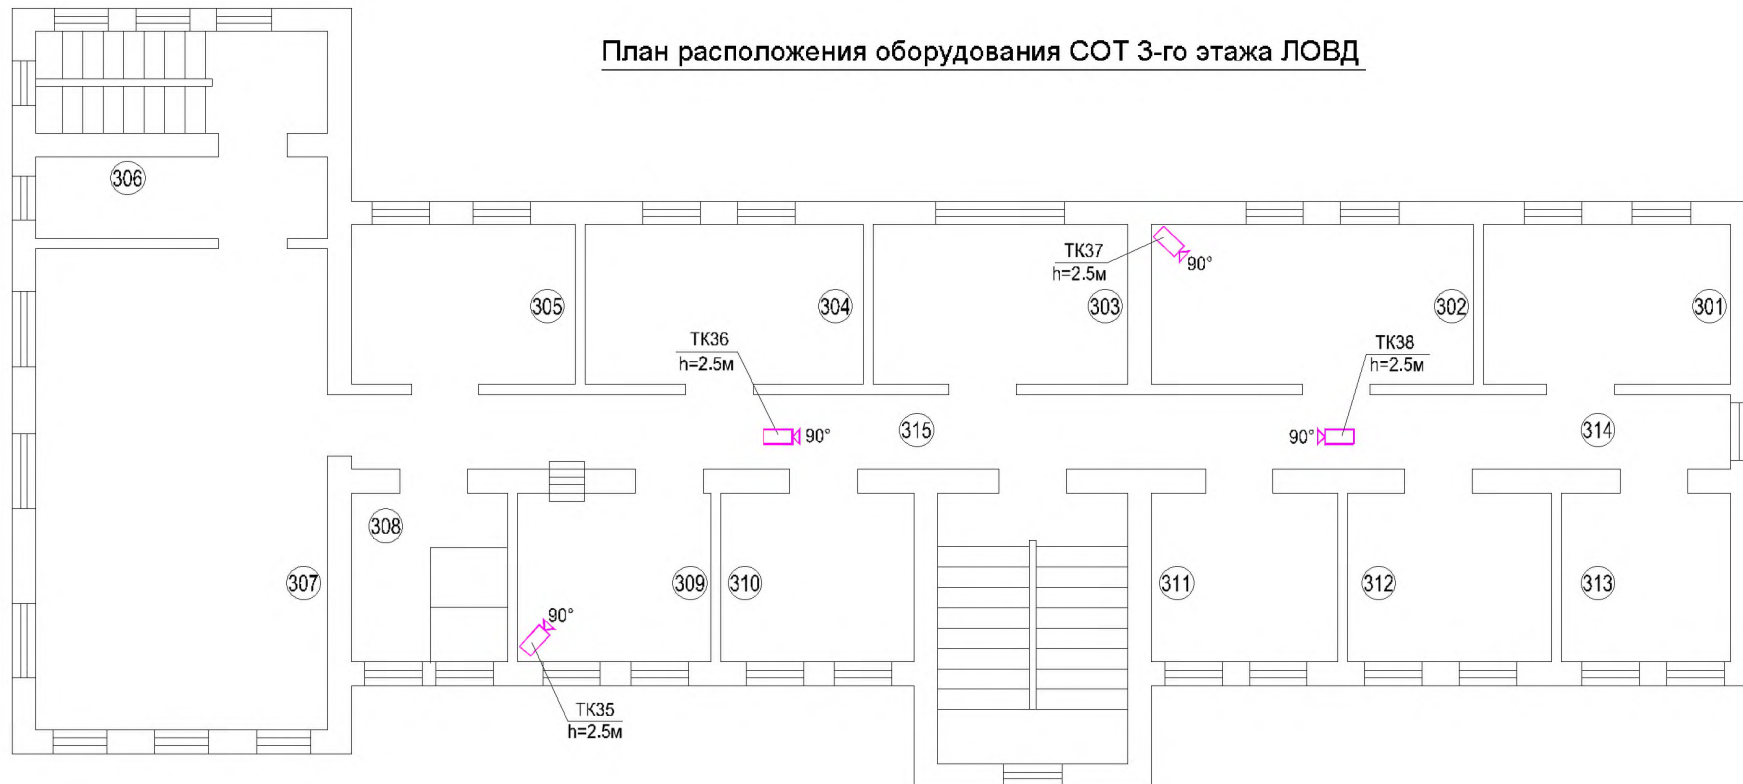 План расположения оборудования СОТ 3-го этажа ЛОВД
306
ТК37
h=2.5м
90°
305
304
303
302
301
ТК36
h=2.5м
ТК38
h=2.5м
90°
315
90°
314
308
307
309
310
311
312
313
90°
ТК35
h=2.5м